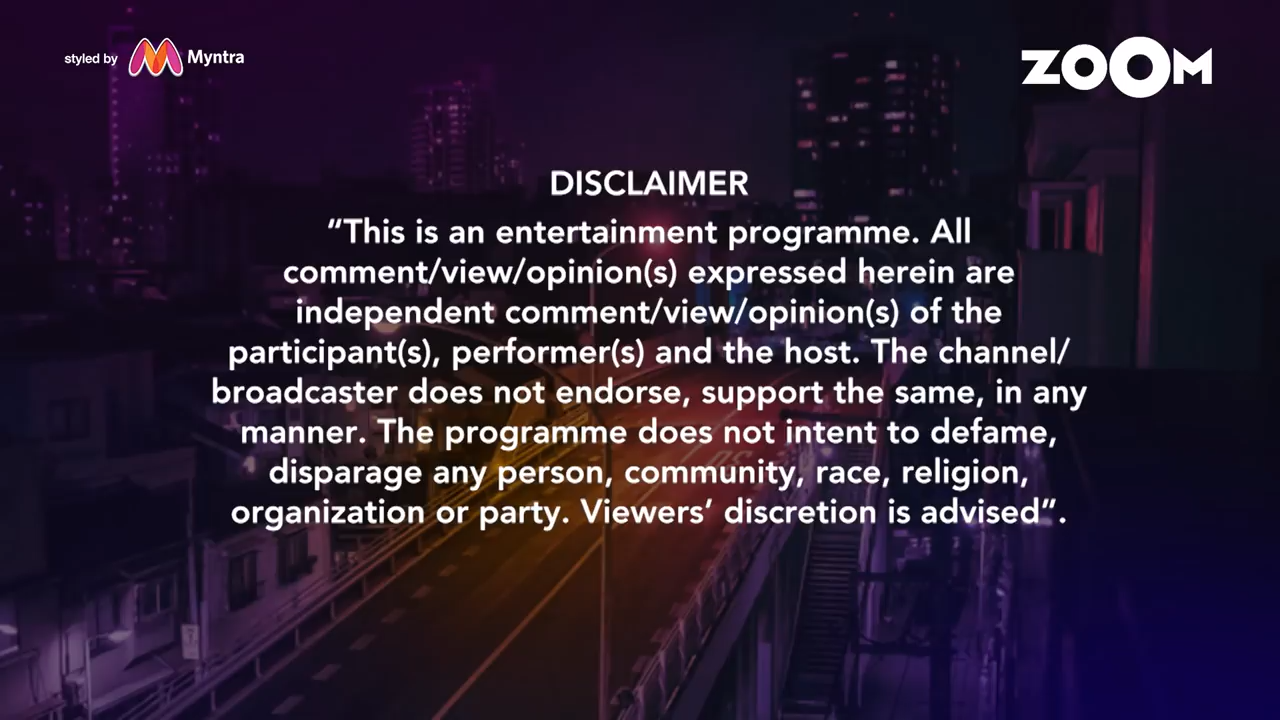 styled by Myntra
ZOOM
DISCLAIMER
“This is an entertainment programme. All
comment/view/opinion(s) expressed herein are
independent comment/view/opinion(s) of the
participant(s), performer(s) and the host. The channel/
broadcaster does not endorse, support the same, in any
manner. The programme does not intent to defame,
disparage any person, community, race, religion,
organization or party. Viewers’ discretion is advised”.